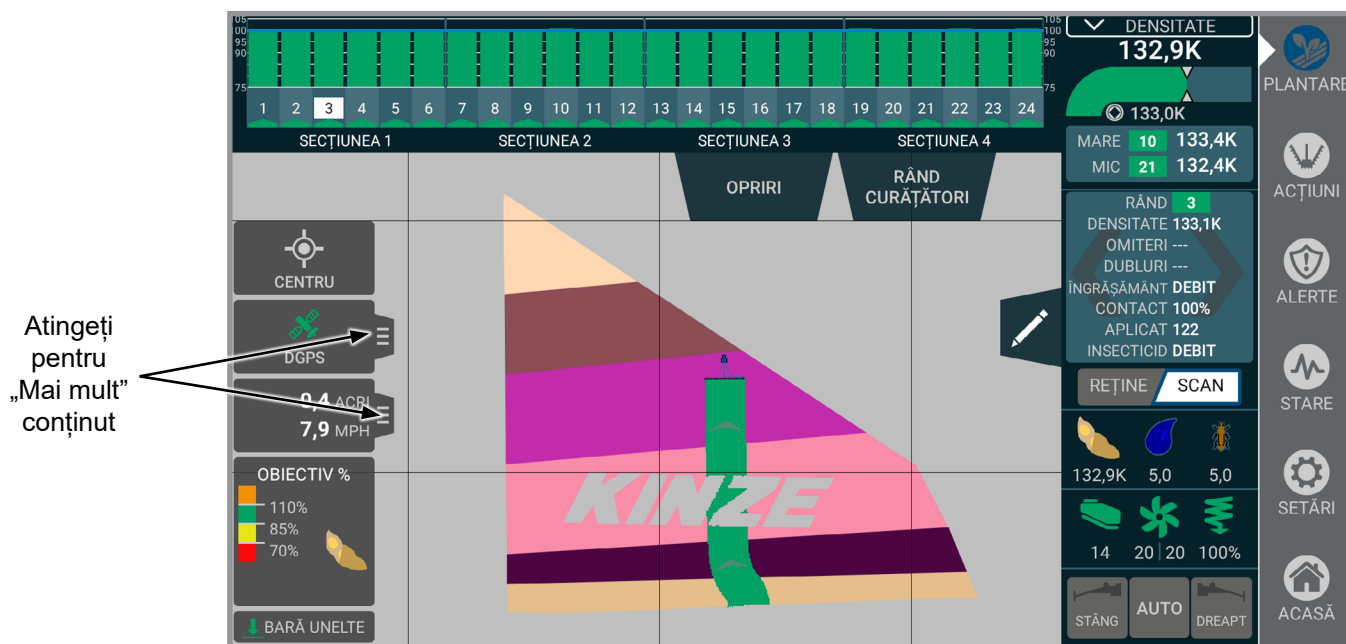 Atingeți
pentru
„Mai mult”
conținut
105
100
95
90
75
105
100
95
90
75
1 2 3 4 5 6 7 8 9 10 11 12 13 14 15 16 17 18 19 20 21 22 23 24
SECȚIUNEA 1 SECȚIUNEA 2 SECȚIUNEA 3 SECȚIUNEA 4
OPRIRI
RÂND
CURĂȚĂTORI
CENTRU
DGPS
ACRI
7,9 MPH
OBIECTIV %
110%
85%
70%
BARĂ UNELTE
KINZE
DENSITATE
132,9K
133,0K
MARE 10 133,4K
MIC 21 132,4K
RÂND 3
DENSITATE 133,1K
OMITERI ---
DUBLURI ---
ÎNGRĂȘĂMÂNT DEBIT
CONTACT 100%
APLICAT 122
INSECTICID DEBIT
REȚINE SCAN
132,9K 5,0 5,0
14 20 | 20 100%
STÂNG AUTO DREAPT
PLANTARE
ACȚIUNI
ALERTE
STARE
SETĂRI
ACASĂ